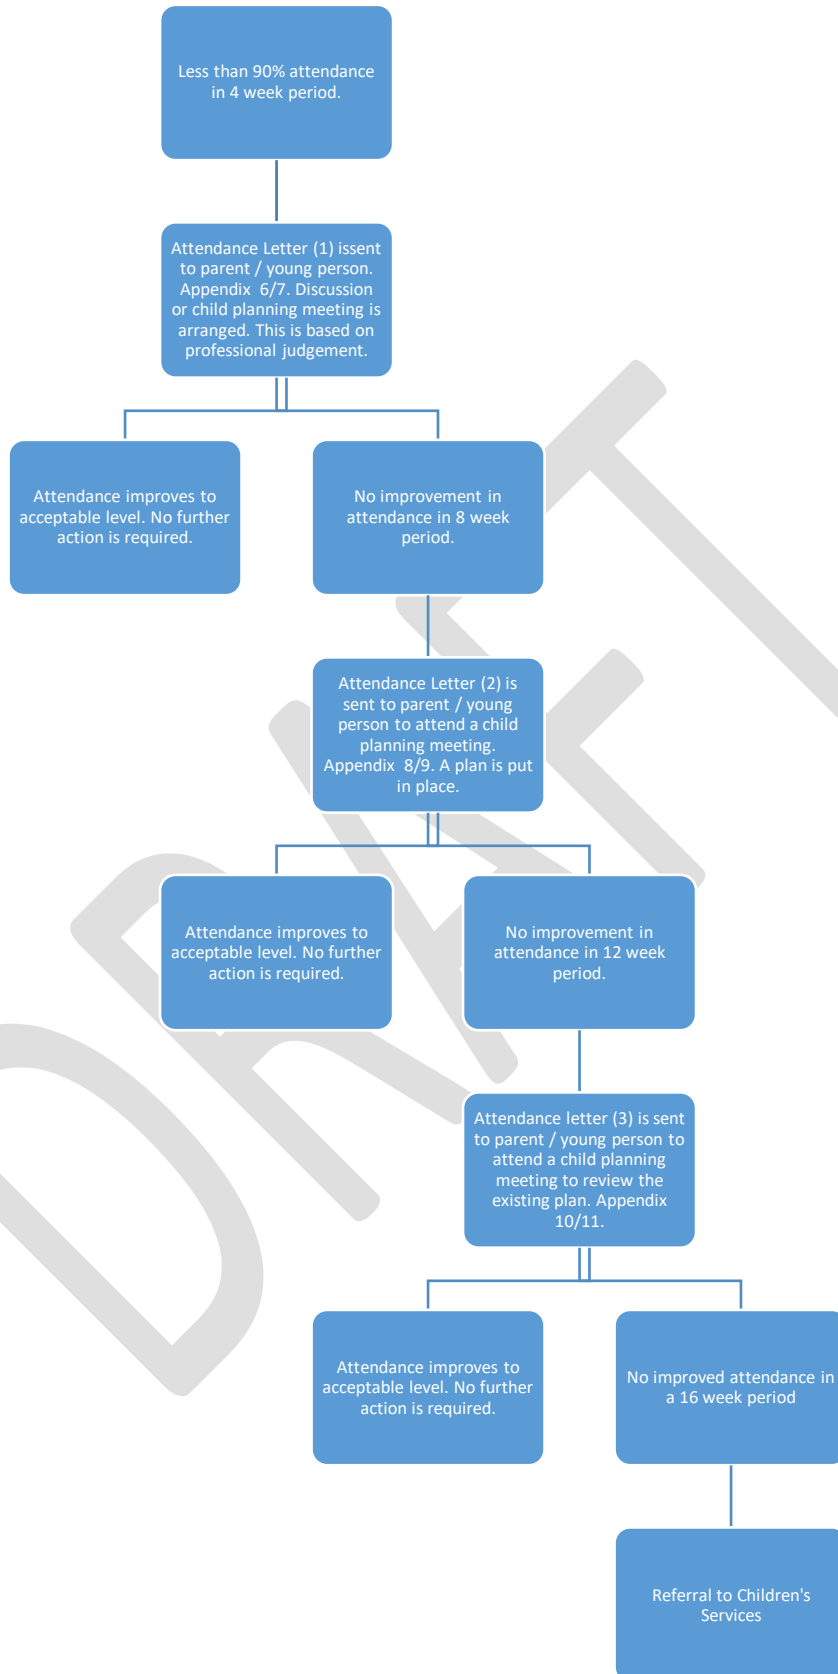 Less than 90% attendance
in 4 week period.
Attendance Letter (1) issent
to parent / young person.
Appendix  6/7. Discussion
or child planning meeting is
arranged. This is based on
professional judgement.
Attendance improves to
acceptable level. No further
action is required.
No improvement in
attendance in 8 week
period.
Attendance Letter (2) is
sent to parent / young
person to attend a child
planning meeting.
Appendix  8/9. A plan is put
in place.
Attendance improves to
acceptable level. No further
action is required.
No improvement in
attendance in 12 week
period.
Attendance letter (3) is sent
to parent / young person to
attend a child planning
meeting to review the
existing plan. Appendix
10/11.
Attendance improves to
acceptable level. No further
action is required.
No improved attendance in
a 16 week period
Referral to Children's
Services
DRAFT